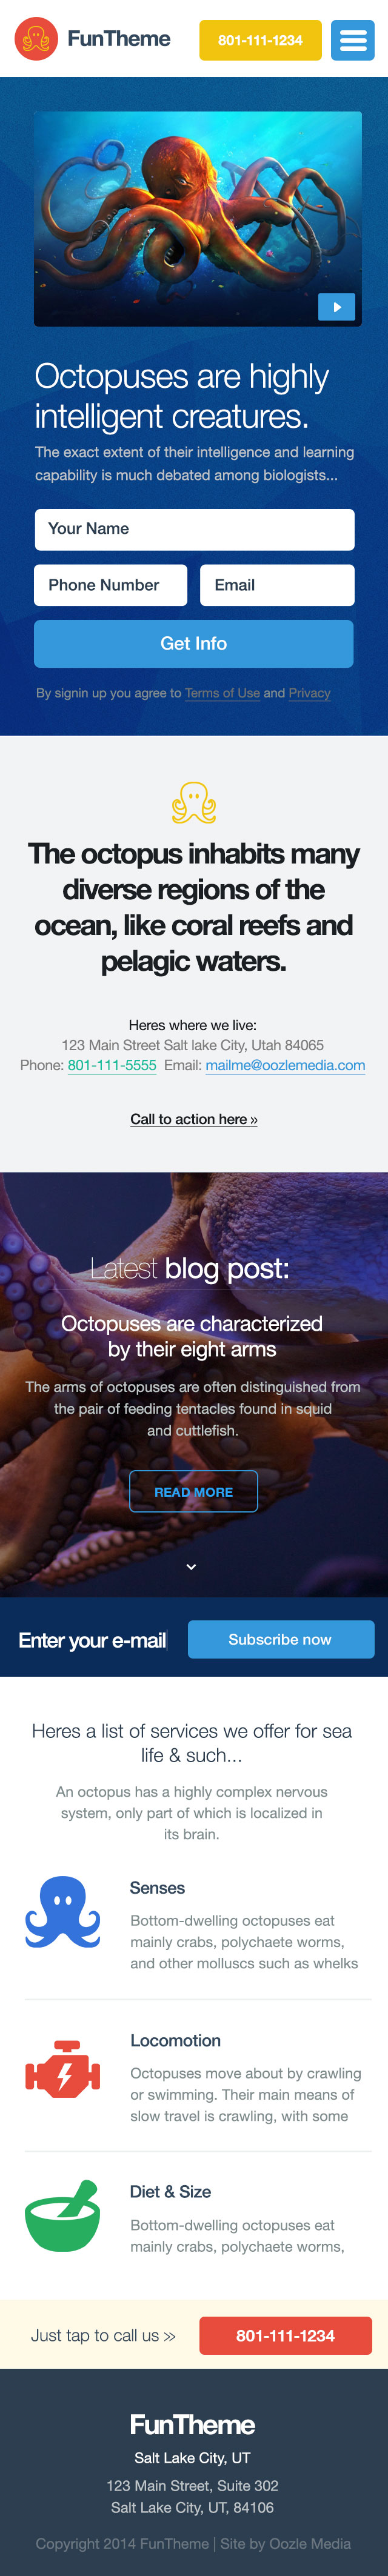 FunTheme
801-111-1234
Octopuses are highly
intelligent creatures.
The exact extent of their intelligence and learning
capability is much debated among biologists...
Your Name
Phone Number
Email
Get Info
By signin up you agree to Terms of Use and Privacy
The octopus inhabits many
diverse regions of the
ocean, like coral reefs and
pelagic waters.
Heres where we live:
123 Main Street Salt lake City, Utah 84065
Phone: 801-111-5555 Email: mailme@oozlemedia.com
Call to action here »
Latest blog post:
Octopuses are characterized
by their eight arms
The arms of octopuses are often distinguished from
the pair of feeding tentacles found in squid
and cuttlefish.
READ MORE
Enter your e-mail
Subscribe now
Heres a list of services we offer for sea
life & such...
An octopus has a highly complex nervous
system, only part of which is localized in
its brain.
Senses
Bottom-dwelling octopuses eat
mainly crabs, polychaete worms,
and other molluscs such as whelks
Locomotion
Octopuses move about by crawling
or swimming. Their main means of
slow travel is crawling, with some
Diet & Size
Bottom-dwelling octopuses eat
mainly crabs, polychaete worms,
Just tap to call us »
801-111-1234
FunTheme
Salt Lake City, UT
123 Main Street, Suite 302
Salt Lake City, UT, 84106
Copyright 2014 FunTheme | Site by Oozle Media